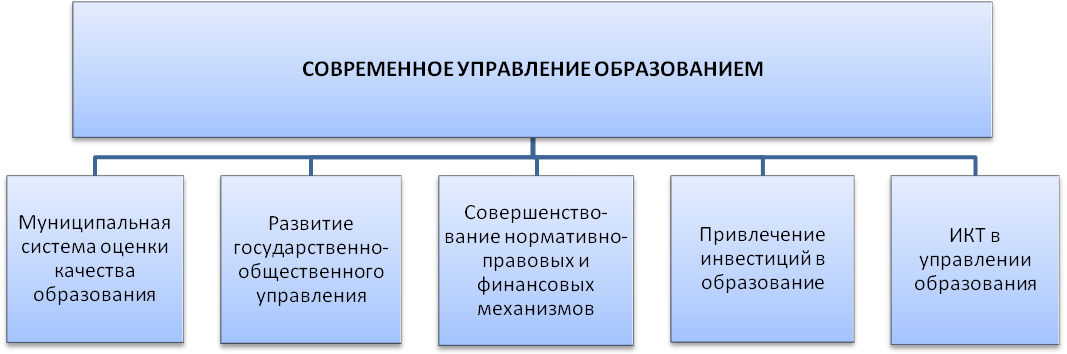 СОВРЕМЕННОЕ УПРАВЛЕНИЕ ОБРАЗОВАНИЕМ
Муниципальная
система оценки
качества
образования
Развитие
государственно-
общественного
управления
Совершенство-
вание нормативно-
правовых и
финансовых
механизмов
Привлечение
инвестиций в
образование
ИКТ в
управлении
образования